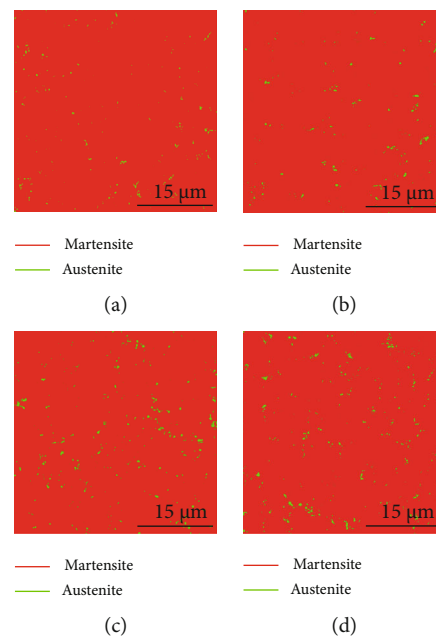 15 μm
15 μm
Martensite
Austenite
Martensite
Austenite
(a)
(b)
15 μm
15 μm
Martensite
Austenite
Martensite
Austenite
(c)
(d)